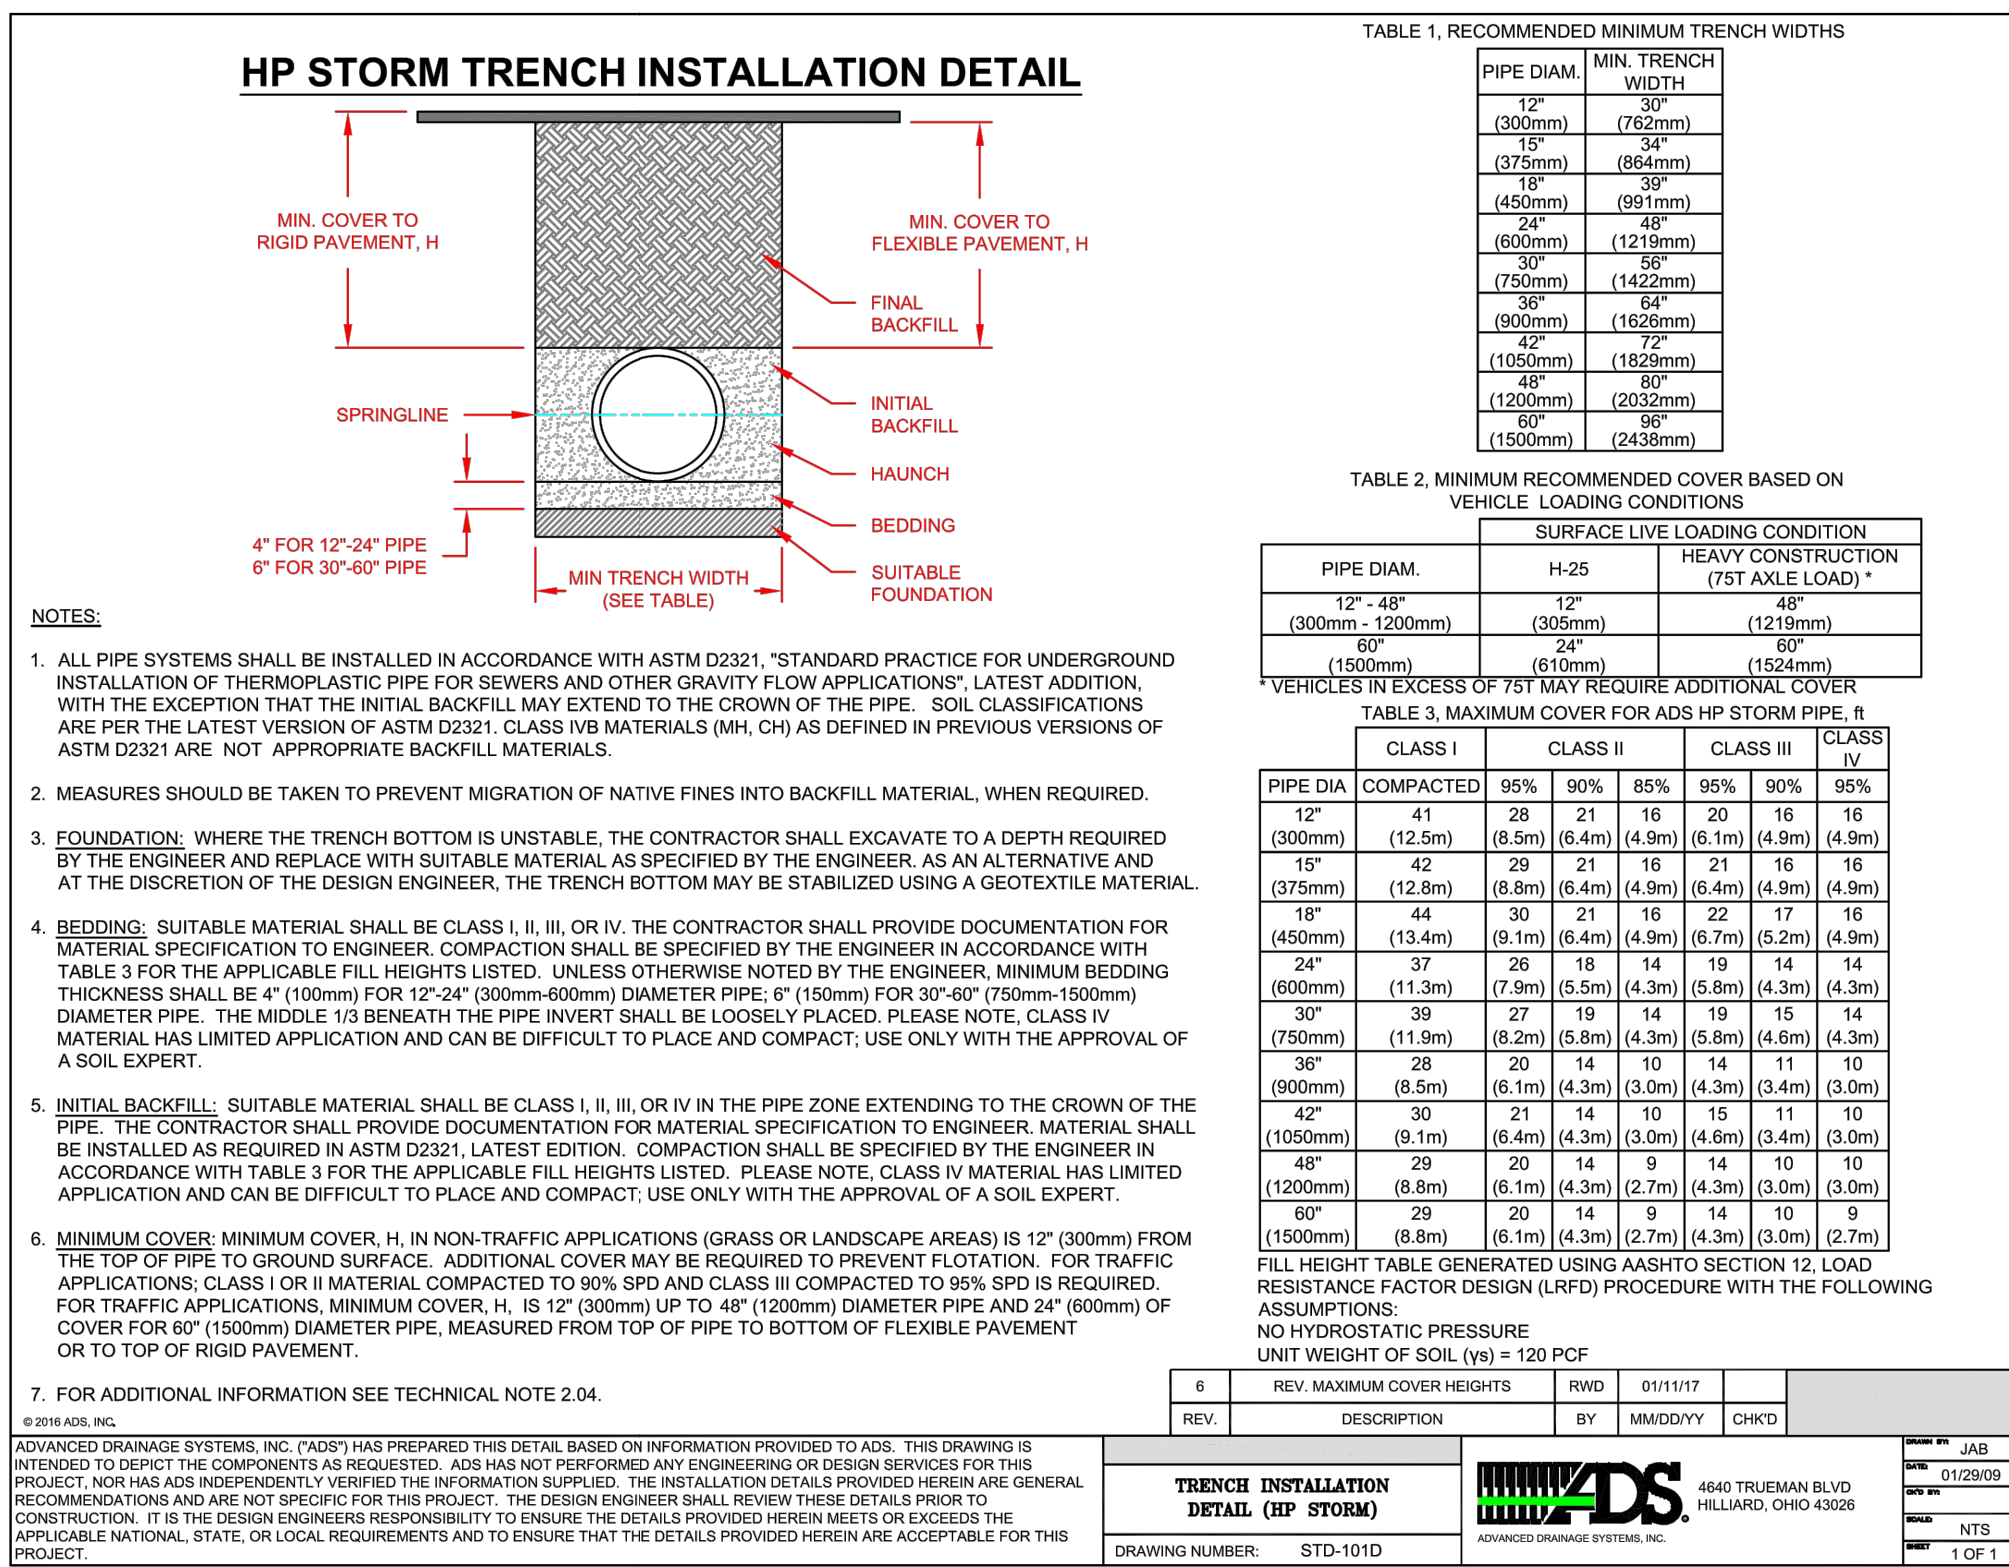 HP STORM TRENCH INSTALLATION DETAIL
MIN. COVER TO
RIGID PAVEMENT, H
MIN. COVER TO
FLEXIBLE PAVEMENT, H
FINAL
BACKFILL
SPRINGLINE
INITIAL
BACKFILL
HAUNCH
BEDDING
4" FOR 12"-24" PIPE
6" FOR 30"-60" PIPE
MIN TRENCH WIDTH
(SEE TABLE)
SUITABLE
FOUNDATION
NOTES:
1. ALL PIPE SYSTEMS SHALL BE INSTALLED IN ACCORDANCE WITH ASTM D2321, "STANDARD PRACTICE FOR UNDERGROUND
INSTALLATION OF THERMOPLASTIC PIPE FOR SEWERS AND OTHER GRAVITY FLOW APPLICATIONS", LATEST ADDITION,
WITH THE EXCEPTION THAT THE INITIAL BACKFILL MAY EXTEND TO THE CROWN OF THE PIPE. SOIL CLASSIFICATIONS
ARE PER THE LATEST VERSION OF ASTM D2321. CLASS IVB MATERIALS (MH, CH) AS DEFINED IN PREVIOUS VERSIONS OF
ASTM D2321 ARE NOT APPROPRIATE BACKFILL MATERIALS.
2. MEASURES SHOULD BE TAKEN TO PREVENT MIGRATION OF NATIVE FINES INTO BACKFILL MATERIAL, WHEN REQUIRED.
3. FOUNDATION: WHERE THE TRENCH BOTTOM IS UNSTABLE, THE CONTRACTOR SHALL EXCAVATE TO A DEPTH REQUIRED
BY THE ENGINEER AND REPLACE WITH SUITABLE MATERIAL AS SPECIFIED BY THE ENGINEER. AS AN ALTERNATIVE AND
AT THE DISCRETION OF THE DESIGN ENGINEER, THE TRENCH BOTTOM MAY BE STABILIZED USING A GEOTEXTILE MATERIAL.
4. BEDDING: SUITABLE MATERIAL SHALL BE CLASS I, II, III, OR IV. THE CONTRACTOR SHALL PROVIDE DOCUMENTATION FOR
MATERIAL SPECIFICATION TO ENGINEER. COMPACTION SHALL BE SPECIFIED BY THE ENGINEER IN ACCORDANCE WITH
TABLE 3 FOR THE APPLICABLE FILL HEIGHTS LISTED. UNLESS OTHERWISE NOTED BY THE ENGINEER, MINIMUM BEDDING
THICKNESS SHALL BE 4" (100mm) FOR 12"-24" (300mm-600mm) DIAMETER PIPE; 6" (150mm) FOR 30"-60" (750mm-1500mm)
DIAMETER PIPE. THE MIDDLE 1/3 BENEATH THE PIPE INVERT SHALL BE LOOSELY PLACED. PLEASE NOTE, CLASS IV
MATERIAL HAS LIMITED APPLICATION AND CAN BE DIFFICULT TO PLACE AND COMPACT; USE ONLY WITH THE APPROVAL OF
A SOIL EXPERT.
5. INITIAL BACKFILL: SUITABLE MATERIAL SHALL BE CLASS I, II, III, OR IV IN THE PIPE ZONE EXTENDING TO THE CROWN OF THE
PIPE. THE CONTRACTOR SHALL PROVIDE DOCUMENTATION FOR MATERIAL SPECIFICATION TO ENGINEER. MATERIAL SHALL
BE INSTALLED AS REQUIRED IN ASTM D2321, LATEST EDITION. COMPACTION SHALL BE SPECIFIED BY THE ENGINEER IN
ACCORDANCE WITH TABLE 3 FOR THE APPLICABLE FILL HEIGHTS LISTED. PLEASE NOTE, CLASS IV MATERIAL HAS LIMITED
APPLICATION AND CAN BE DIFFICULT TO PLACE AND COMPACT; USE ONLY WITH THE APPROVAL OF A SOIL EXPERT.
6. MINIMUM COVER: MINIMUM COVER, H, IN NON-TRAFFIC APPLICATIONS (GRASS OR LANDSCAPE AREAS) IS 12" (300mm) FROM
THE TOP OF PIPE TO GROUND SURFACE. ADDITIONAL COVER MAY BE REQUIRED TO PREVENT FLOTATION. FOR TRAFFIC
APPLICATIONS; CLASS I OR II MATERIAL COMPACTED TO 90% SPD AND CLASS III COMPACTED TO 95% SPD IS REQUIRED.
FOR TRAFFIC APPLICATIONS, MINIMUM COVER, H, IS 12" (300mm) UP TO 48" (1200mm) DIAMETER PIPE AND 24" (600mm) OF
COVER FOR 60" (1500mm) DIAMETER PIPE, MEASURED FROM TOP OF PIPE TO BOTTOM OF FLEXIBLE PAVEMENT
OR TO TOP OF RIGID PAVEMENT.
7. FOR ADDITIONAL INFORMATION SEE TECHNICAL NOTE 2.04.
© 2016 ADS, INC.
TABLE 1, RECOMMENDED MINIMUM TRENCH WIDTHS
PIPE DIAM. MIN. TRENCH
WIDTH
12" 30"
(300mm) (762mm)
15" 34"
(375mm) (864mm)
18" 39"
(450mm) (991mm)
24" 48"
(600mm) (1219mm)
30" 56"
(750mm) (1422mm)
36" 64"
(900mm) (1626mm)
42" 72"
(1050mm) (1829mm)
48" 80"
(1200mm) (2032mm)
60" 96"
(1500mm) (2438mm)
TABLE 2, MINIMUM RECOMMENDED COVER BASED ON
VEHICLE LOADING CONDITIONS
SURFACE LIVE LOADING CONDITION
PIPE DIAM. H-25 HEAVY CONSTRUCTION
(75T AXLE LOAD) *
12" - 48" 12" 48"
(300mm - 1200mm) (305mm) (1219mm)
60" 24" 60"
(1500mm) (610mm) (1524mm)
* VEHICLES IN EXCESS OF 75T MAY REQUIRE ADDITIONAL COVER
TABLE 3, MAXIMUM COVER FOR ADS HP STORM PIPE, ft
CLASS I CLASS II CLASS III CLASS
IV
PIPE DIA COMPACTED 95% 90% 85% 95% 90% 95%
12" 41 28 21 16 20 16 16
(300mm) (12.5m) (8.5m) (6.4m) (4.9m) (6.1m) (4.9m) (4.9m)
15" 42 29 21 16 21 16 16
(375mm) (12.8m) (8.8m) (6.4m) (4.9m) (6.4m) (4.9m) (4.9m)
18" 44 30 21 16 22 17 16
(450mm) (13.4m) (9.1m) (6.4m) (4.9m) (6.7m) (5.2m) (4.9m)
24" 37 26 18 14 19 14 14
(600mm) (11.3m) (7.9m) (5.5m) (4.3m) (5.8m) (4.3m) (4.3m)
30" 39 27 19 14 19 15 14
(750mm) (11.9m) (8.2m) (5.8m) (4.3m) (5.8m) (4.6m) (4.3m)
36" 28 20 14 10 14 11 10
(900mm) (8.5m) (6.1m) (4.3m) (3.0m) (4.3m) (3.4m) (3.0m)
42" 30 21 14 10 15 11 10
(1050mm) (9.1m) (6.4m) (4.3m) (3.0m) (4.6m) (3.4m) (3.0m)
48" 29 20 14 9 14 10 10
(1200mm) (8.8m) (6.1m) (4.3m) (2.7m) (4.3m) (3.0m) (3.0m)
60" 29 20 14 9 14 10 9
(1500mm) (8.8m) (6.1m) (4.3m) (2.7m) (4.3m) (3.0m) (2.7m)
FILL HEIGHT TABLE GENERATED USING AASHTO SECTION 12, LOAD
RESISTANCE FACTOR DESIGN (LRFD) PROCEDURE WITH THE FOLLOWING
ASSUMPTIONS:
NO HYDROSTATIC PRESSURE
UNIT WEIGHT OF SOIL (γs) = 120 PCF
6 REV. MAXIMUM COVER HEIGHTS RWD 01/11/17
REV. DESCRIPTION BY MM/DD/YY CHK'D
ADVANCED DRAINAGE SYSTEMS, INC. ("ADS") HAS PREPARED THIS DETAIL BASED ON INFORMATION PROVIDED TO ADS. THIS DRAWING IS
INTENDED TO DEPICT THE COMPONENTS AS REQUESTED. ADS HAS NOT PERFORMED ANY ENGINEERING OR DESIGN SERVICES FOR THIS
PROJECT, NOR HAS ADS INDEPENDENTLY VERIFIED THE INFORMATION SUPPLIED. THE INSTALLATION DETAILS PROVIDED HEREIN ARE GENERAL
RECOMMENDATIONS AND ARE NOT SPECIFIC FOR THIS PROJECT. THE DESIGN ENGINEER SHALL REVIEW THESE DETAILS PRIOR TO
CONSTRUCTION. IT IS THE DESIGN ENGINEERS RESPONSIBILITY TO ENSURE THE DETAILS PROVIDED HEREIN MEETS OR EXCEEDS THE
APPLICABLE NATIONAL, STATE, OR LOCAL REQUIREMENTS AND TO ENSURE THAT THE DETAILS PROVIDED HEREIN ARE ACCEPTABLE FOR THIS
PROJECT.
TRENCH INSTALLATION
DETAIL (HP STORM)
DRAWING NUMBER: STD-101D
ADS
ADVANCED DRAINAGE SYSTEMS, INC.
4640 TRUEMAN BLVD
HILLIARD, OHIO 43026
DRAWN BY: JAB
DATE: 01/29/09
CK'D BY:
SCALE: NTS
SHEET 1 OF 1